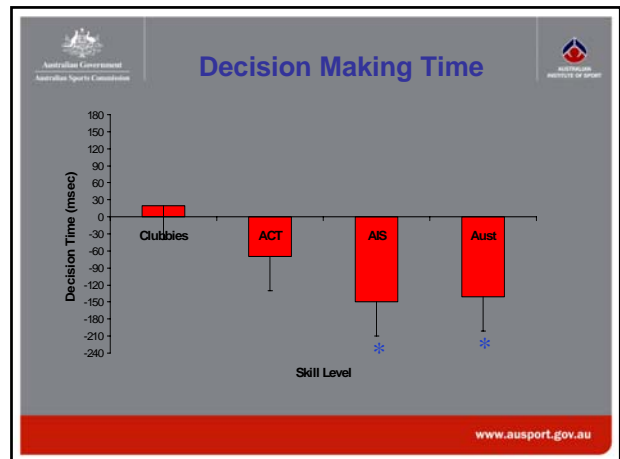 Australian Government
Australian Sports Commission
Decision Making Time
AUSTRALIAN
INSTITUTE OF SPORT
Decision Time (msec)
180
150
120
90
60
30
0
-30
-60
-90
-120
-150
-180
-210
-240
Clubbies
ACT
AIS
Aust
*
*
Skill Level
www.ausport.gov.au